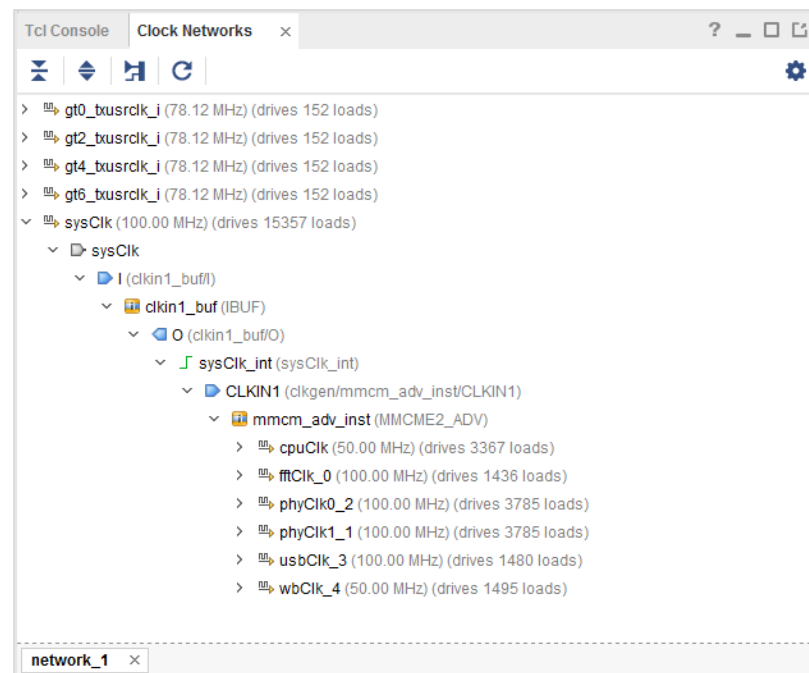 Tcl Console Clock Networks × ?
gt0_txusrclk_i (78.12 MHz) (drives 152 loads)
gt2_txusrclk_i (78.12 MHz) (drives 152 loads)
gt4_txusrclk_i (78.12 MHz) (drives 152 loads)
gt6_txusrclk_i (78.12 MHz) (drives 152 loads)
sysClk (100.00 MHz) (drives 15357 loads)
sysClk
I (clkin1_buf/I)
clkin1_buf (IBUF)
O (clkin1_buf/O)
sysClk_int (sysClk_int)
CLKIN1 (clkgen/mmcm_adv_inst/CLKIN1)
mmcm_adv_inst (MMCME2_ADV)
cpuClk (50.00 MHz) (drives 3367 loads)
fftClk_0 (100.00 MHz) (drives 1436 loads)
phyClk0_2 (100.00 MHz) (drives 3785 loads)
phyClk1_1 (100.00 MHz) (drives 3785 loads)
usbClk_3 (100.00 MHz) (drives 1480 loads)
wbClk_4 (50.00 MHz) (drives 1495 loads)
network_1 ×